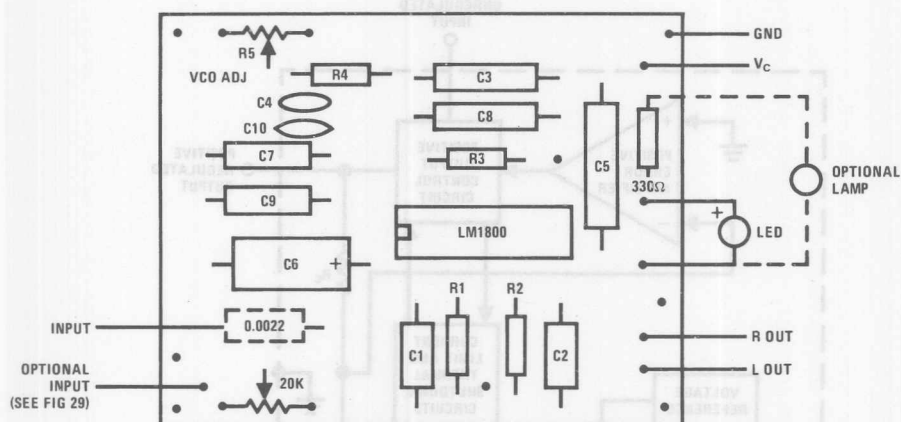 GND
R5
VCO ADJ
R4
C3
VC
C4
C8
C10
C7
R3
C5
330Ω
OPTIONAL
LAMP
C9
LM1800
+
LED
C6
+
R1
R2
INPUT
0.0022
C1
C2
R OUT
OPTIONAL
INPUT
(SEE FIG 29)
20K
L OUT